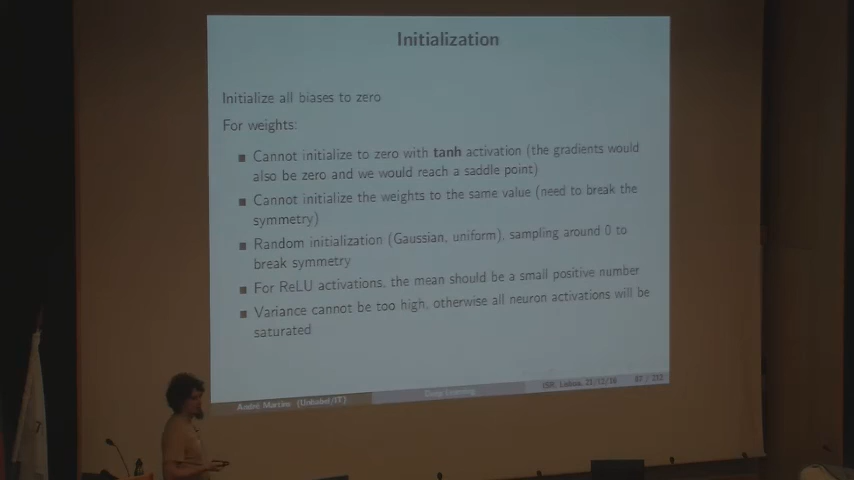 Initialization
Initialize all biases to zero
For weights:
Cannot initialize to zero with tanh activation (the gradients would
also be zero and we would reach a saddle point)
Cannot initialize the weights to the same value (need to break the
symmetry)
Random initialization (Gaussian, uniform), sampling around 0 to
break symmetry
For ReLU activations, the mean should be a small positive number
Variance cannot be too high, otherwise all neuron activations will be
saturated
André Martins (Unbabel/IT)
Deep Learning
ISR, Lisboa, 21/12/16
87 / 212